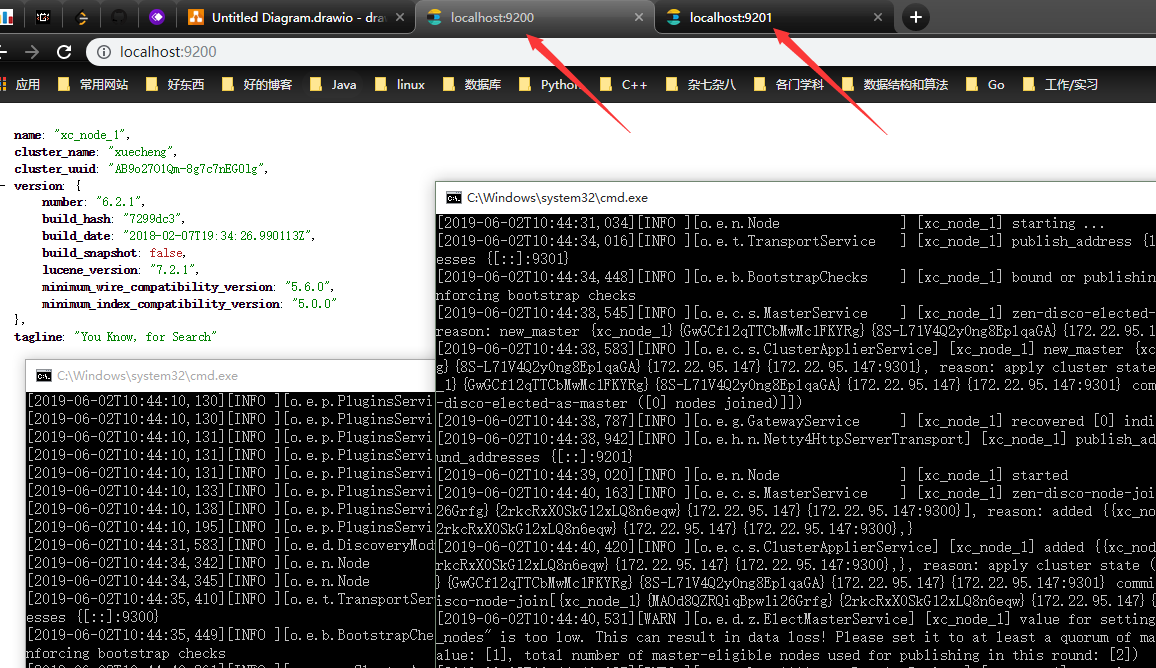 Untitled Diagram.drawio - dra
localhost:9200
localhost:9201
localhost:9200
应用
常用网站
好东西
好的博客
Java
linux
数据库
Python
C++
杂七杂八
各门学科
数据结构和算法
Go
工作/实习
name: "xc_node_1",
cluster_name: "xuecheng",
cluster_uuid: "AB9o27O1Qm-8g7c7nEGOlg",
version: {
number: "6.2.1",
build_hash: "7299dc3",
build_date: "2018-02-07T19:34:26.990113Z",
build_snapshot: false,
lucene_version: "7.2.1",
minimum_wire_compatibility_version: "5.6.0",
minimum_index_compatibility_version: "5.0.0"
},
tagline: "You Know, for Search"
C:\Windows\system32\cmd.exe
[2019-06-02T10:44:10,130][INFO ][o.e.p.PluginsServi
[2019-06-02T10:44:10,130][INFO ][o.e.p.PluginsServi
[2019-06-02T10:44:10,131][INFO ][o.e.p.PluginsServi
[2019-06-02T10:44:10,131][INFO ][o.e.p.PluginsServi
[2019-06-02T10:44:10,131][INFO ][o.e.p.PluginsServi
[2019-06-02T10:44:10,133][INFO ][o.e.p.PluginsServi
[2019-06-02T10:44:10,138][INFO ][o.e.p.PluginsServi
[2019-06-02T10:44:10,195][INFO ][o.e.p.PluginsServi
[2019-06-02T10:44:31,583][INFO ][o.e.d.DiscoveryMod
[2019-06-02T10:44:34,342][INFO ][o.e.n.Node
[2019-06-02T10:44:34,345][INFO ][o.e.n.Node
[2019-06-02T10:44:35,410][INFO ][o.e.t.TransportSer
esses {[::]:9300}
[2019-06-02T10:44:35,449][INFO ][o.e.b.BootstrapChe
nforcing bootstrap checks
C:\Windows\system32\cmd.exe
[2019-06-02T10:44:31,034][INFO ][o.e.n.Node ] [xc_node_1] starting ...
[2019-06-02T10:44:34,016][INFO ][o.e.t.TransportService ] [xc_node_1] publish_address {1
esses {[::]:9301}
[2019-06-02T10:44:34,448][INFO ][o.e.b.BootstrapChecks ] [xc_node_1] bound or publishin
nforcing bootstrap checks
[2019-06-02T10:44:38,545][INFO ][o.e.c.s.MasterService ] [xc_node_1] zen-disco-elected-
reason: new_master {xc_node_1}{GwGCf12qTTCbMwMc1FKYRg}{8S-L71V4Q2yOng8Ep1qaGA}{172.22.95.1
[2019-06-02T10:44:38,583][INFO ][o.e.c.s.ClusterApplierService] [xc_node_1] new_master {xc
g}{8S-L71V4Q2yOng8Ep1qaGA}{172.22.95.147}{172.22.95.147:9301}, reason: apply cluster state
_1}{GwGCf12qTTCbMwMc1FKYRg}{8S-L71V4Q2yOng8Ep1qaGA}{172.22.95.147}{172.22.95.147:9301} com
-disco-elected-as-master ([0] nodes joined)]])
[2019-06-02T10:44:38,787][INFO ][o.e.g.GatewayService ] [xc_node_1] recovered [0] indi
[2019-06-02T10:44:38,942][INFO ][o.e.h.n.Netty4HttpServerTransport] [xc_node_1] publish_ad
und_addresses {[::]:9201}
[2019-06-02T10:44:39,020][INFO ][o.e.n.Node ] [xc_node_1] started
[2019-06-02T10:44:40,163][INFO ][o.e.c.s.MasterService ] [xc_node_1] zen-disco-node-joi
26Grfg}{2rkcRxX0SkG12xLQ8n6eqw}{172.22.95.147}{172.22.95.147:9300}], reason: added {{xc_no
2rkcRxX0SkG12xLQ8n6eqw}{172.22.95.147}{172.22.95.147:9300},}
[2019-06-02T10:44:40,420][INFO ][o.e.c.s.ClusterApplierService] [xc_node_1] added {{xc_nod
rkcRxX0SkG12xLQ8n6eqw}{172.22.95.147}{172.22.95.147:9300},}, reason: apply cluster state (
}{GwGCf12qTTCbMwMc1FKYRg}{8S-L71V4Q2yOng8Ep1qaGA}{172.22.95.147}{172.22.95.147:9301} commi
isco-node-join[{xc_node_1}{MAOd8QZRQiqBpwli26Grfg}{2rkcRxX0SkG12xLQ8n6eqw}{172.22.95.147}{
[2019-06-02T10:44:40,531][WARN ][o.e.d.z.ElectMasterService] [xc_node_1] value for setting
_nodes" is too low. This can result in data loss! Please set it to at least a quorum of ma
alue: [1], total number of master-eligible nodes used for publishing in this round: [2])